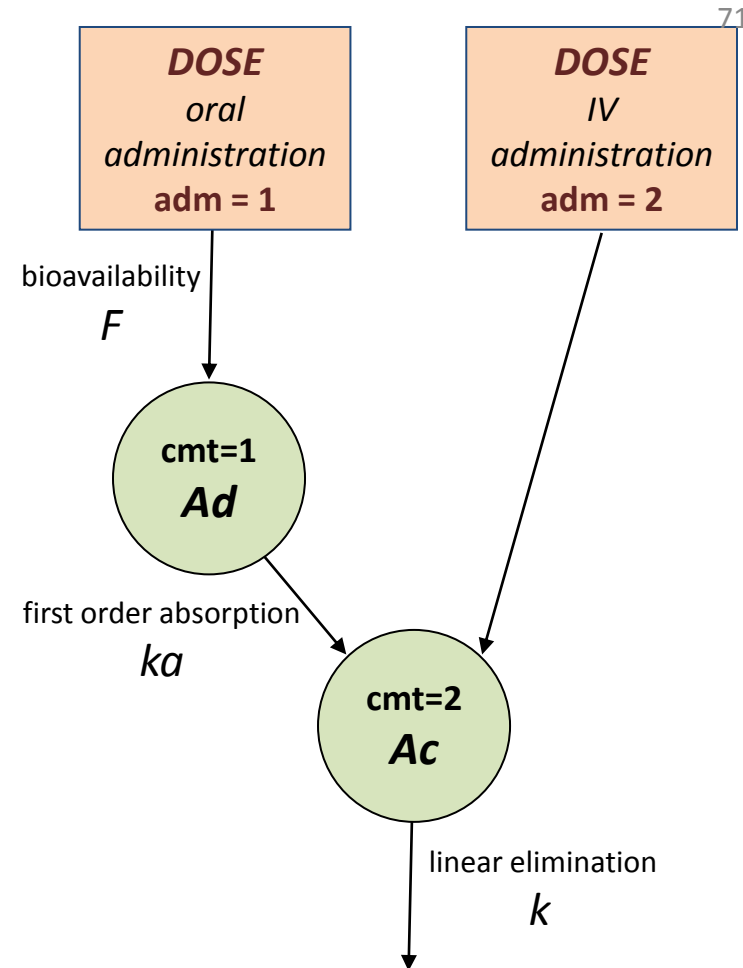 71
DOSE
oral
administration
adm = 1
DOSE
IV
administration
adm = 2
bioavailability
F
cmt=1
Ad
first order absorption
ka
cmt=2
Ac
linear elimination
k